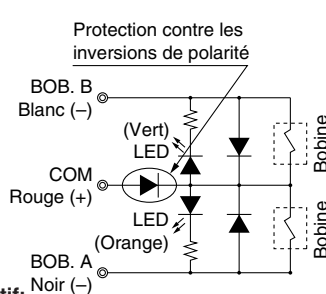 Protection contre les
inversions de polarité
BOB. B
Blanc (–)
(Vert)
LED
Bobine
COM
Rouge (+)
LED
(Orange)
Bobine
BOB. A
Noir (–)